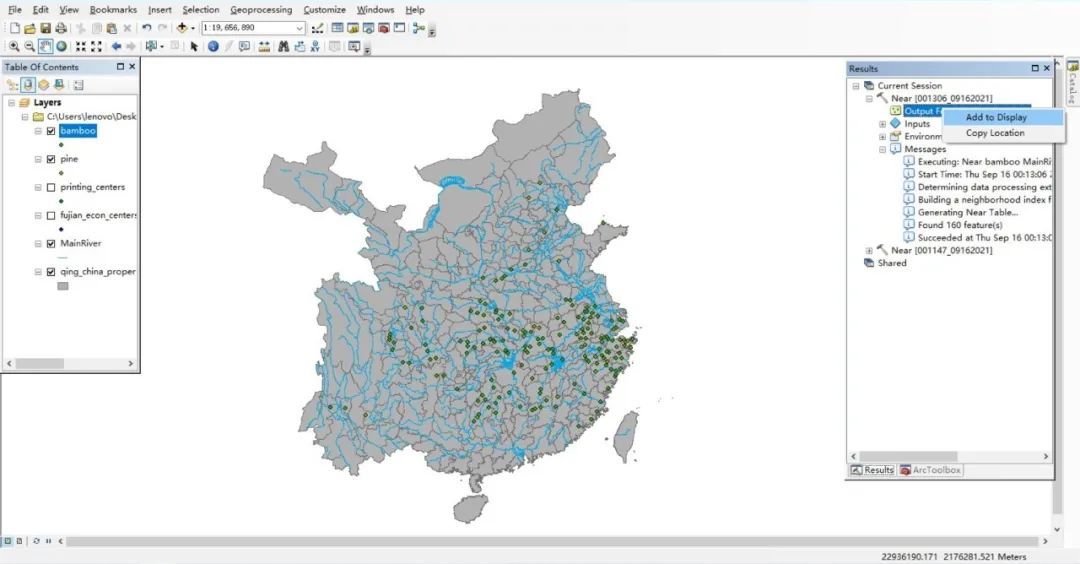 File Edit View Bookmarks Insert Selection Geoprocessing Customize Windows Help
1:19,656,890
Table Of Contents
Layers
C:\Users\lenovo\Desk
bamboo
pine
printing_centers
fujian_econ_centers
MainRiver
qing_china_proper
Results
Current Session
Near [001306_09162021]
Output F
Add to Display
Inputs
Copy Location
Environm
Messages
Executing: Near bamboo MainRi
Start Time: Thu Sep 16 00:13:06 2
Determining data processing ext
Building a neighborhood index f
Generating Near Table...
Found 160 feature(s)
Succeeded at Thu Sep 16 00:13:0
Near [001147_09162021]
Shared
Results ArcToolbox
Catalog
22936190.171 2176281.521 Meters